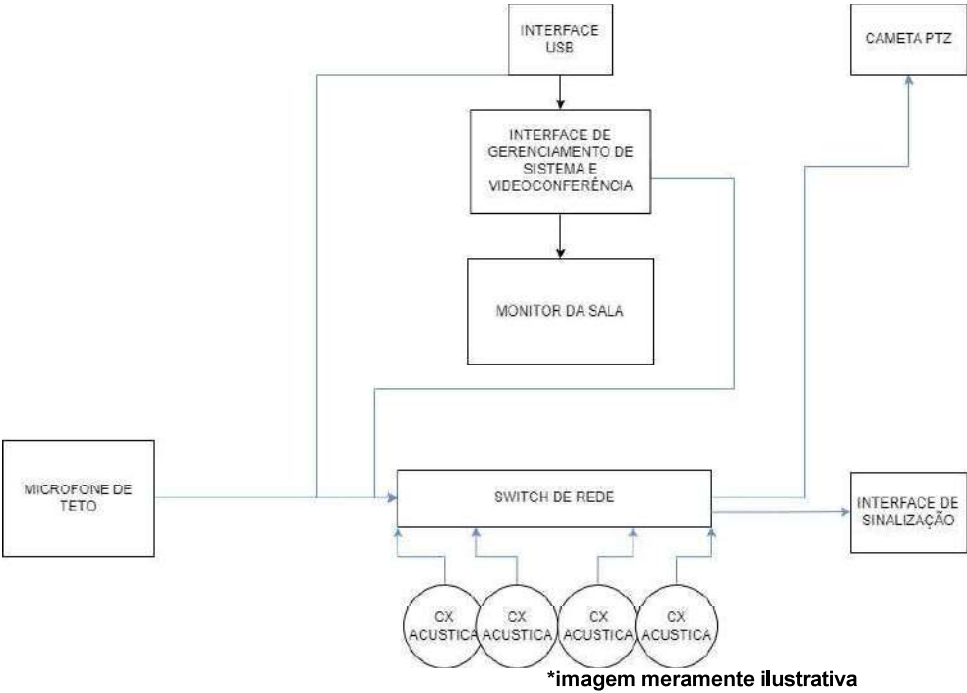 INTERFACE
USB
CAMETA PTZ
INTERFACE DE
GERENCIAMENTO DE
SISTEMA E
VIDEOCONFERÊNCIA
MONITOR DA SALA
MICROFONE DE
TETO
SWITCH DE REDE
INTERFACE DE
SINALIZAÇÃO
CX
ACUSTICA
CX
ACUSTICA
CX
ACUSTICA
CX
ACUSTICA
*imagem meramente ilustrativa